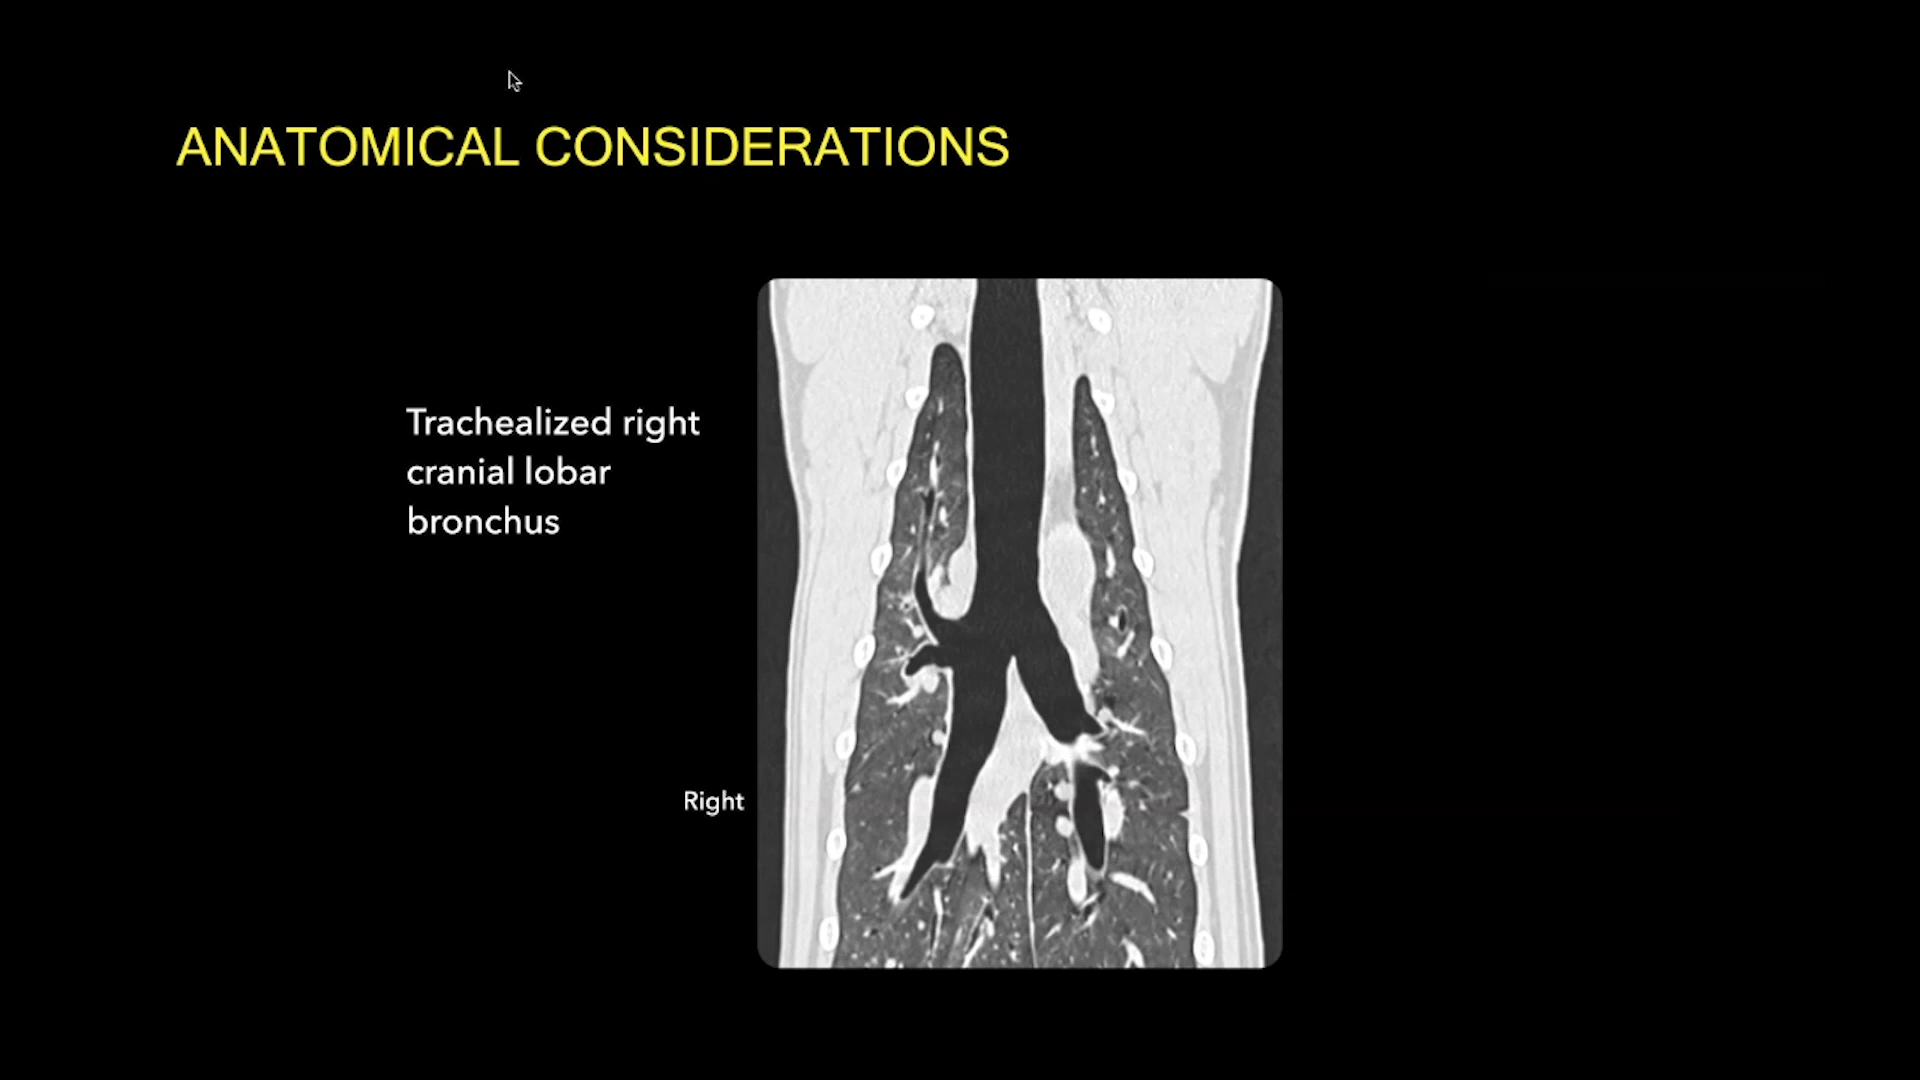 ANATOMICAL CONSIDERATIONS
Trachealized right
cranial lobar
bronchus
Right